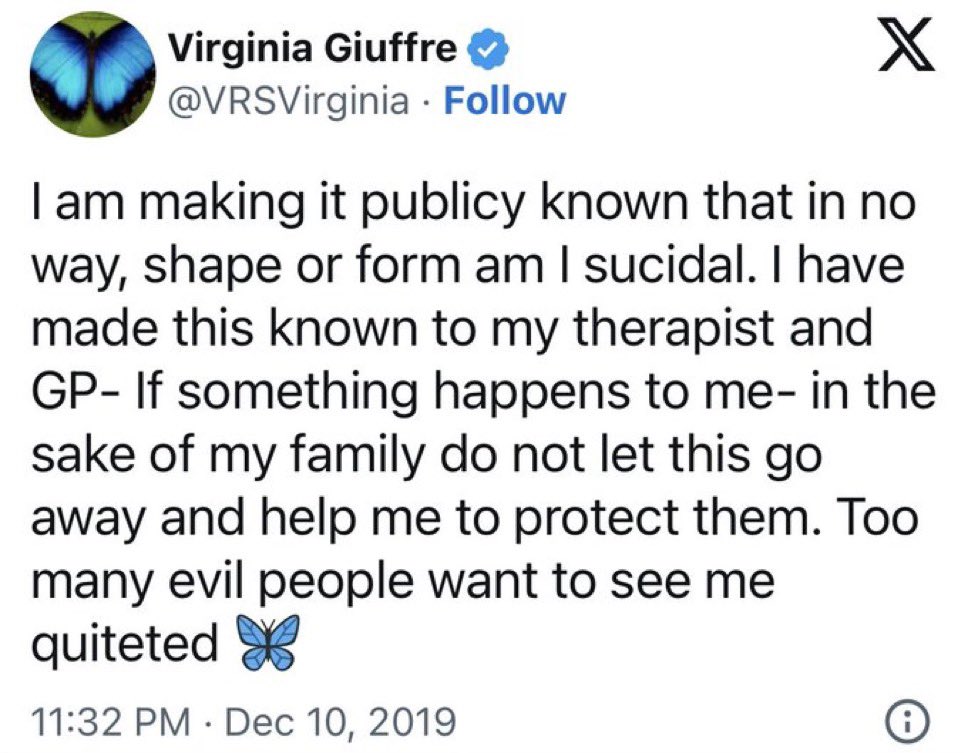 Virginia Giuffre
@VRSVirginia · Follow
I am making it publicy known that in no
way, shape or form am I sucidal. I have
made this known to my therapist and
GP- If something happens to me- in the
sake of my family do not let this go
away and help me to protect them. Too
many evil people want to see me
quiteted 🦋
11:32 PM · Dec 10, 2019